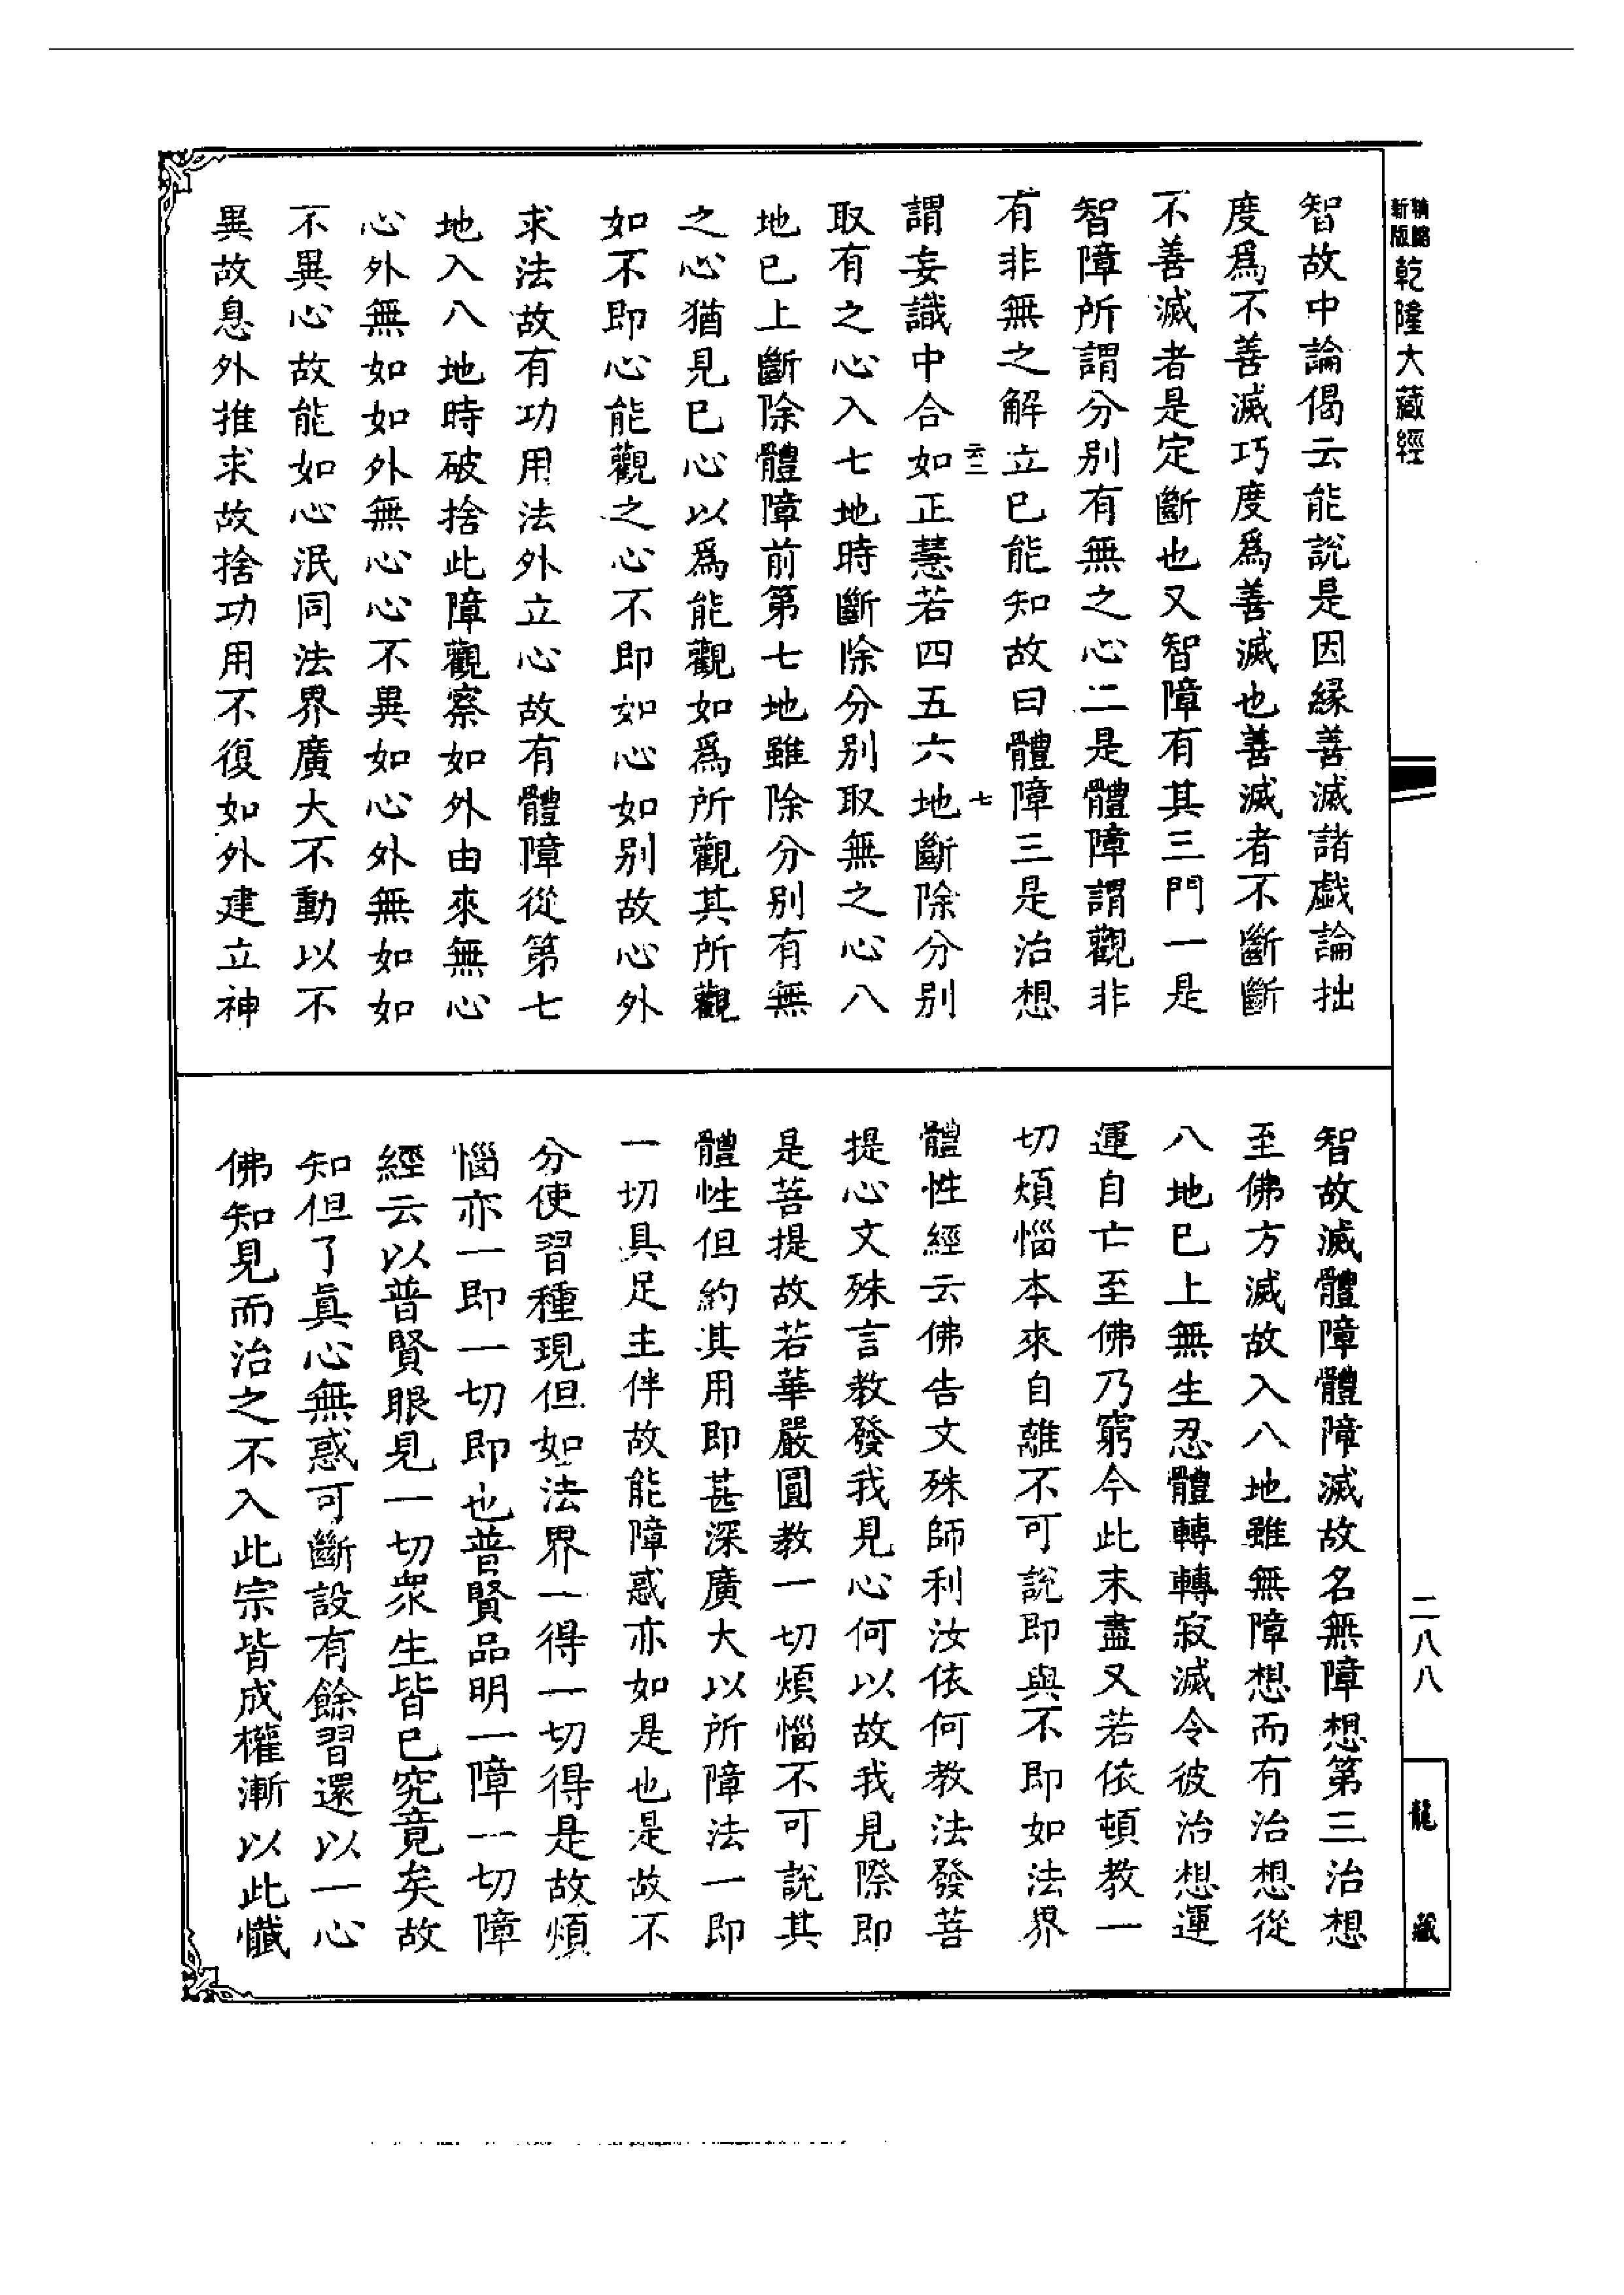 精縮
新版
乾隆大藏經
智故中論偈云能說是因緣善滅諸戲論拙
度爲不善滅巧度爲善滅也善滅者不斷斷
不善滅者是定斷也又智障有其三門一是
智障所謂分别有無之心二是體障謂觀非
有非無之解立已能知故曰體障三是治想
云二
七
謂妄識中合如正慧若四五六地斷除分别
取有之心入七地時斷除分别取無之心八
地已上斷除體障前第七地雖除分别有無
之心猶見已心以爲能觀如爲所觀其所觀
如不即心能觀之心不即如心如别故心外
求法故有功用法外立心故有體障從第七
地入八地時破捨此障觀察如外由來無心
心外無如如外無心心不異如心外無如如
不異心故能如心泯同法界廣大不動以不
異故息外推求故捨功用不復如外建立神
智故滅體障體障滅故名無障想第三治想
至佛方滅故入八地雖無障想而有治想從
八地已上無生忍體轉轉寂滅令彼治想運
運自亡至佛乃窮今此末盡又若依頓教一
切煩惱本來自離不可說即與不即如法界
體性經云佛告文殊師利汝依何教法發菩
提心文殊言教發我見心何以故我見際即
是菩提故若華嚴圓教一切煩惱不可說其
體性但約其用即甚深廣大以所障法一即
一切具足主伴故能障惑亦如是也是故不
分使習種現但如法界一得一切得是故煩
惱亦一即一切即也普賢品明一障一切障
經云以普賢眼見一切衆生皆已究竟矣故
知但了眞心無惑可斷設有餘習還以一心
佛知見而治之不入此宗皆成權漸以此懺
二八八
龍藏